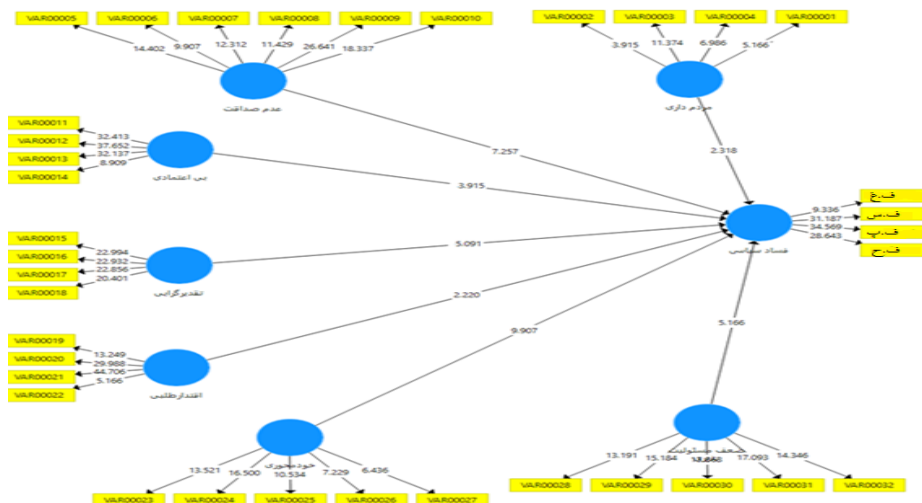 VAR00005 VAR00006 VAR00007 VAR00008 VAR00009 VAR00010
14.402 9.907 12.312 11.429 26.641 18.337
عدم صداقت
VAR00002 VAR00003 VAR00004 VAR00001
3.915 11.374 6.986 5.166
مردم داری
VAR00011
VAR00012
VAR00013
VAR00014
32.413
37.652
32.137
8.909
بی اعتمادی
7.257
2.318
3.915
ف.غ
ف.س
ف.پ
ف.ح
9.336
31.187
34.569
28.643
فساد سیاسی
VAR00015
VAR00016
VAR00017
VAR00018
22.994
22.932
22.856
20.401
تقدیرگرایی
5.091
2.220
VAR00019
VAR00020
VAR00021
VAR00022
13.249
29.988
44.706
5.166
اقتدارطلبی
9.907
5.166
خودمحوری
13.521 16.500 10.534 7.229 6.436
VAR00023 VAR00024 VAR00025 VAR00026 VAR00027
ضعف مسئولیت
13.191 15.184 17.093 14.346
VAR00028 VAR00029 VAR00030 VAR00031 VAR00032